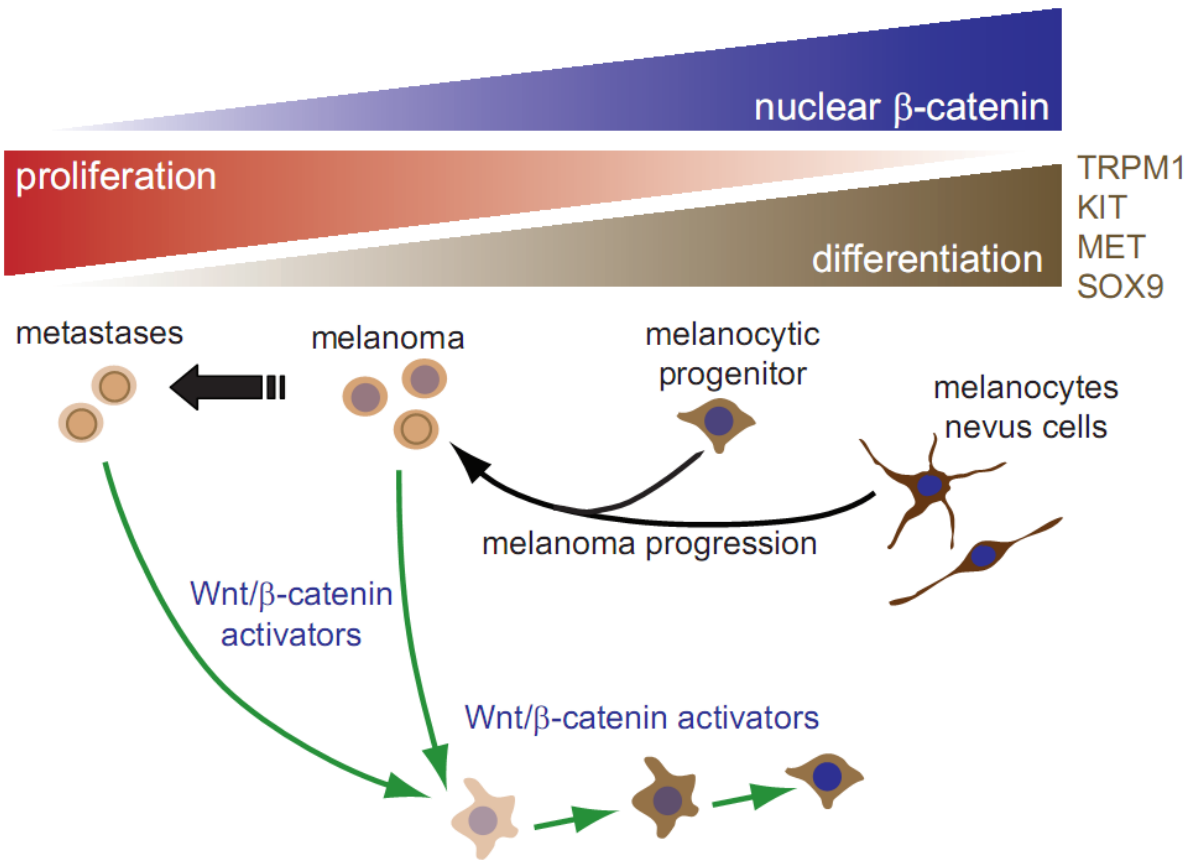 nuclear β-catenin
proliferation
differentiation
TRPM1
KIT
MET
SOX9
metastases
melanoma
melanocytic
progenitor
melanocytes
nevus cells
melanoma progression
Wnt/β-catenin
activators
Wnt/β-catenin activators